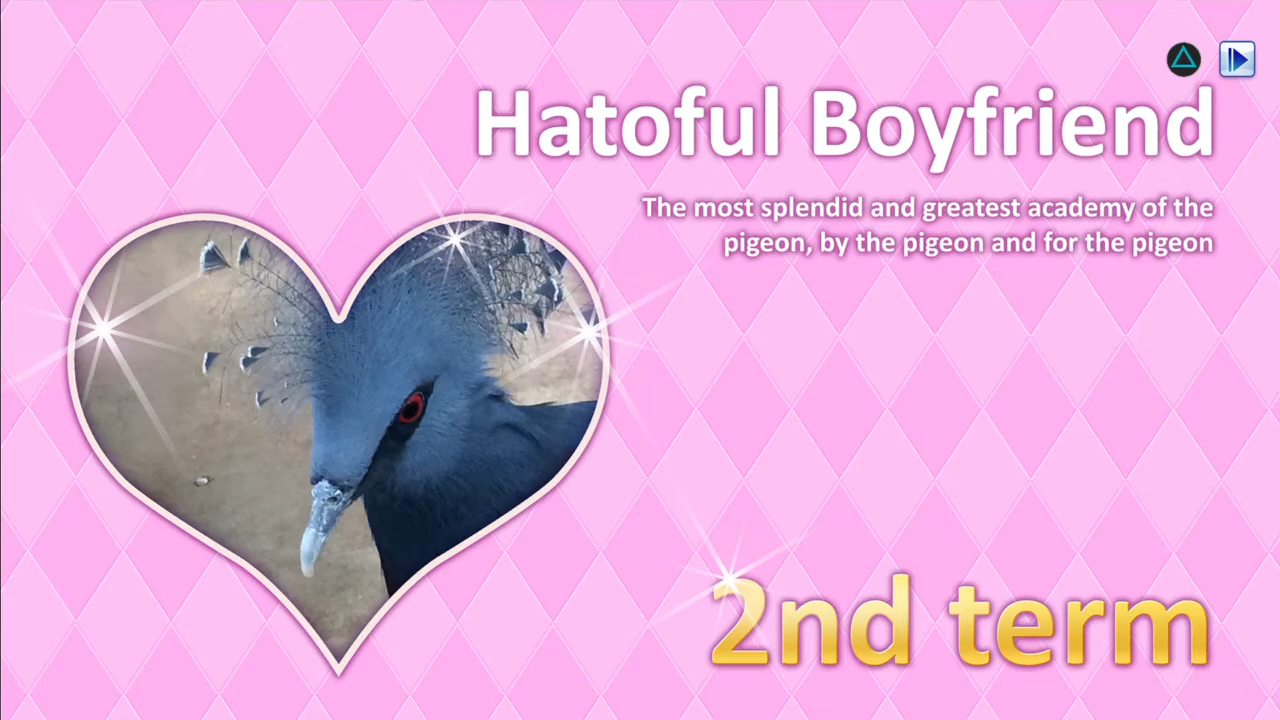 Hatoful Boyfriend
The most splendid and greatest academy of the
pigeon, by the pigeon and for the pigeon
2nd term